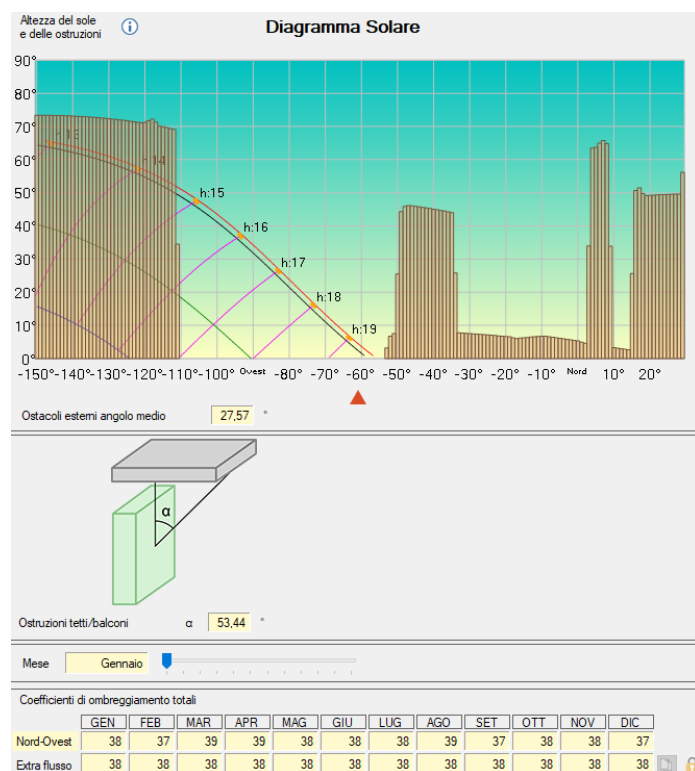 Altezza del sole
e delle ostruzioni
Diagramma Solare
90°
80°
70°
60°
50°
40°
30°
20°
10°
0°
h:13
h:14
h:15
h:16
h:17
h:18
h:19
-150° -140° -130° -120° -110° -100° Ovest -80° -70° -60° -50° -40° -30° -20° -10° Nord 10° 20°
Ostacoli esterni angolo medio 27,57 °
α
Ostruzioni tetti/balconi α 53,44 °
Mese Gennaio
Coefficienti di ombreggiamento totali
GEN FEB MAR APR MAG GIU LUG AGO SET OTT NOV DIC
Nord-Ovest 38 37 39 39 38 38 38 39 37 38 38 37
Extra flusso 38 38 38 38 38 38 38 38 38 38 38 38